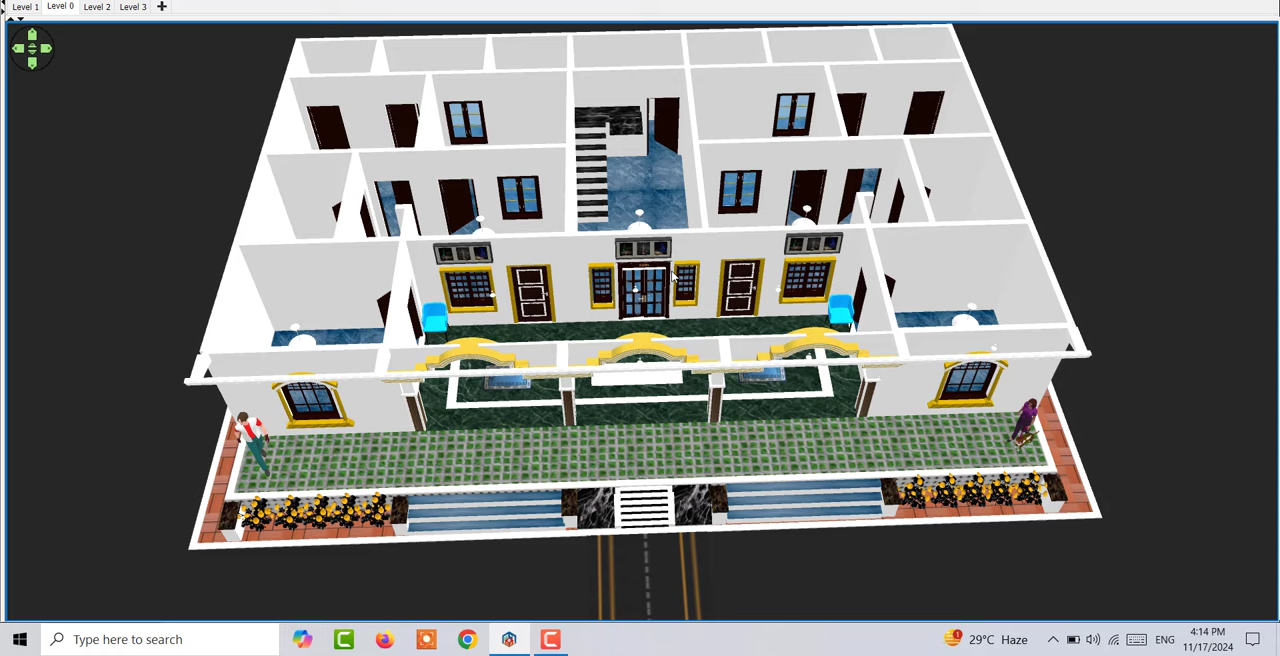 Level 1 Level 0 Level 2 Level 3
Type here to search
1
29°C Haze
ENG
4:14 PM
11/17/2024